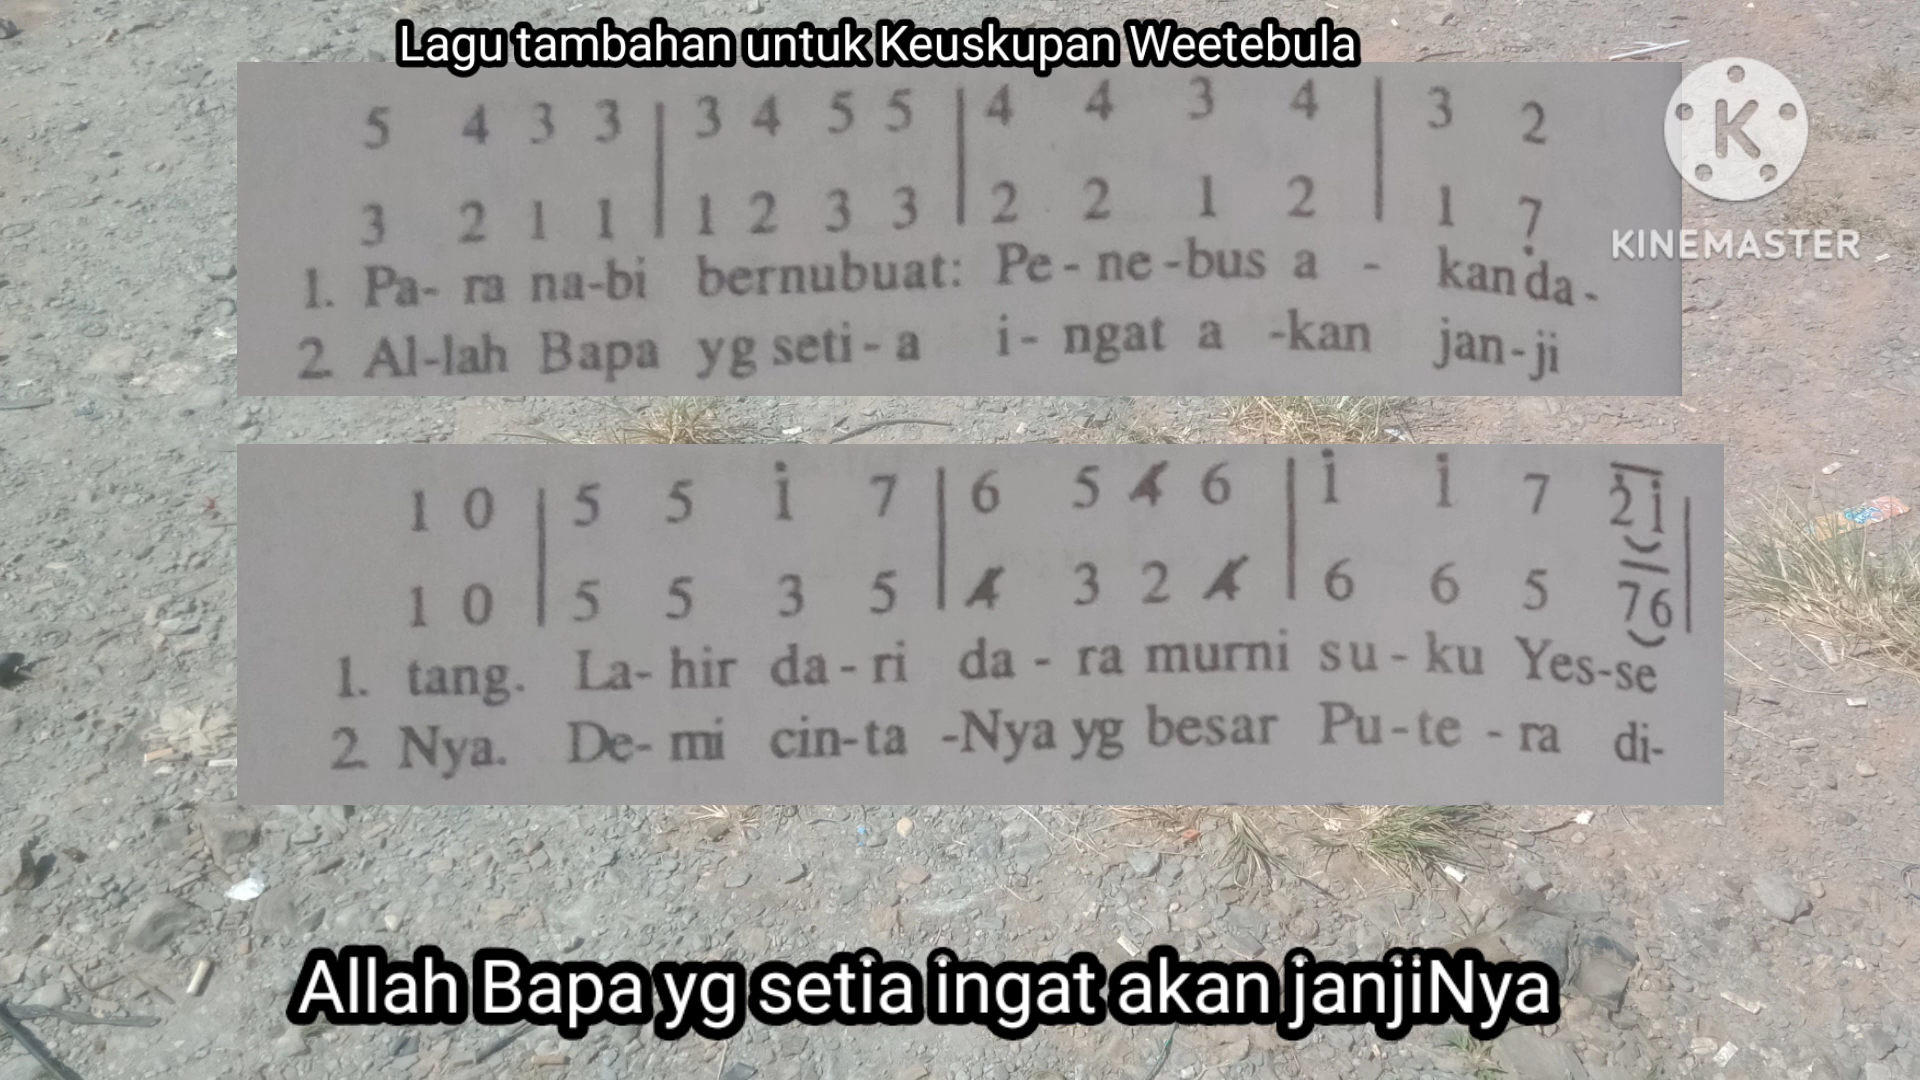 Lagu tambahan untuk Keuskupan Weetebula
5 4 3 3 | 3 4 5 5 | 4 4 3 4 | 3 2
3 2 1 1 | 1 2 3 3 | 2 2 1 2 | 1 7̣
1. Pa- ra na-bi bernubuat: Pe - ne -bus a - kan da -
2. Al-lah Bapa yg seti - a i - ngat a -kan jan-ji
K
KINEMASTER
1 0 | 5 5 i̇ 7 | 6 5 4̸ 6 | i̇ i̇ 7 2̇i̇ |
1 0 | 5 5 3 5 | 4̸ 3 2 4̸ | 6 6 5 76 |
1. tang. La- hir da - ri da - ra murni su - ku Yes-se
2. Nya. De- mi cin-ta -Nya yg besar Pu - te - ra di-
Allah Bapa yg setia ingat akan janjiNya